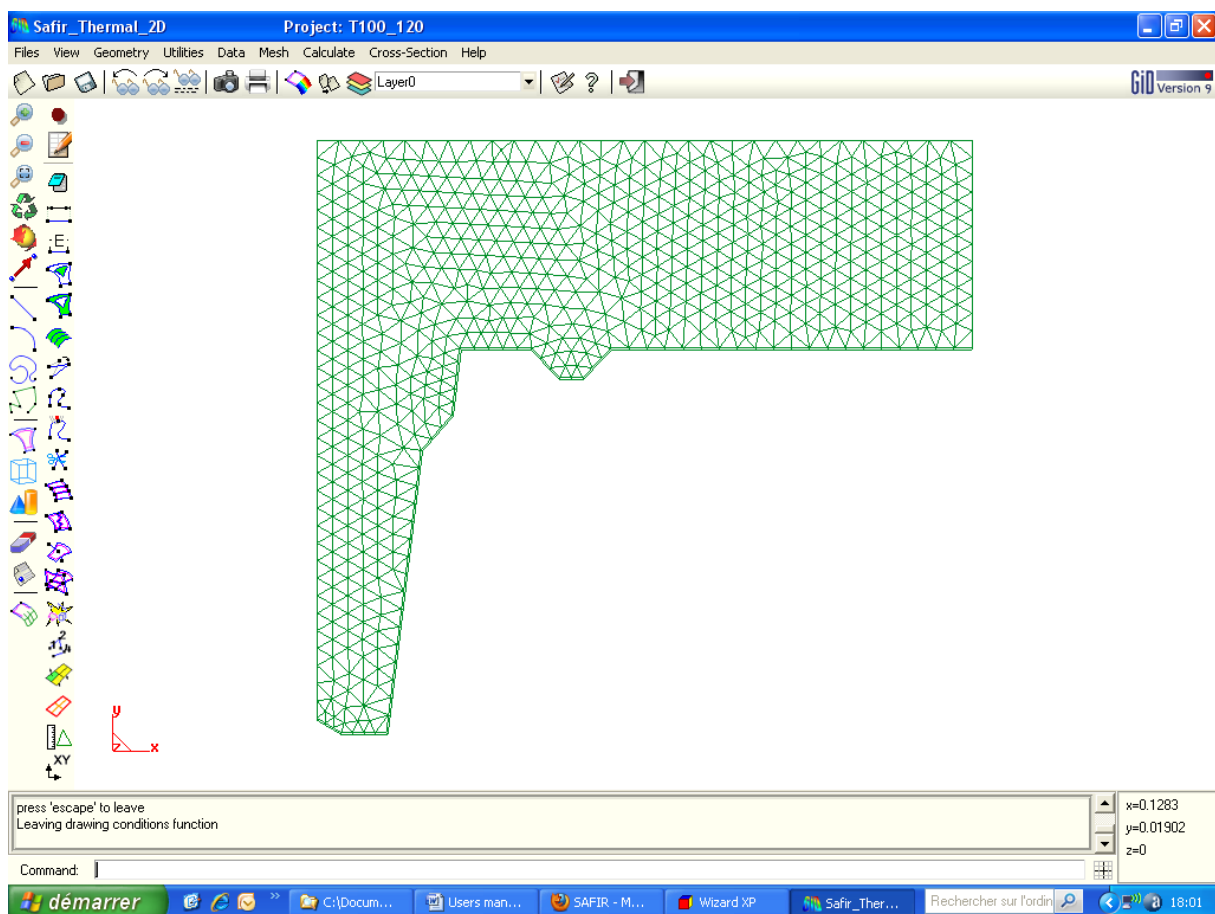 Safir_Thermal_2D Project: T100_120
Files View Geometry Utilities Data Mesh Calculate Cross-Section Help
Layer0
GiD Version 9
E
2
XY
y
z x
press 'escape' to leave
Leaving drawing conditions function
x=0.1283
y=0.01902
z=0
Command:
démarrer
C:\Docum...
Users man...
SAFIR - M...
Wizard XP
Safir_Ther...
Rechercher sur l'ordin
18:01